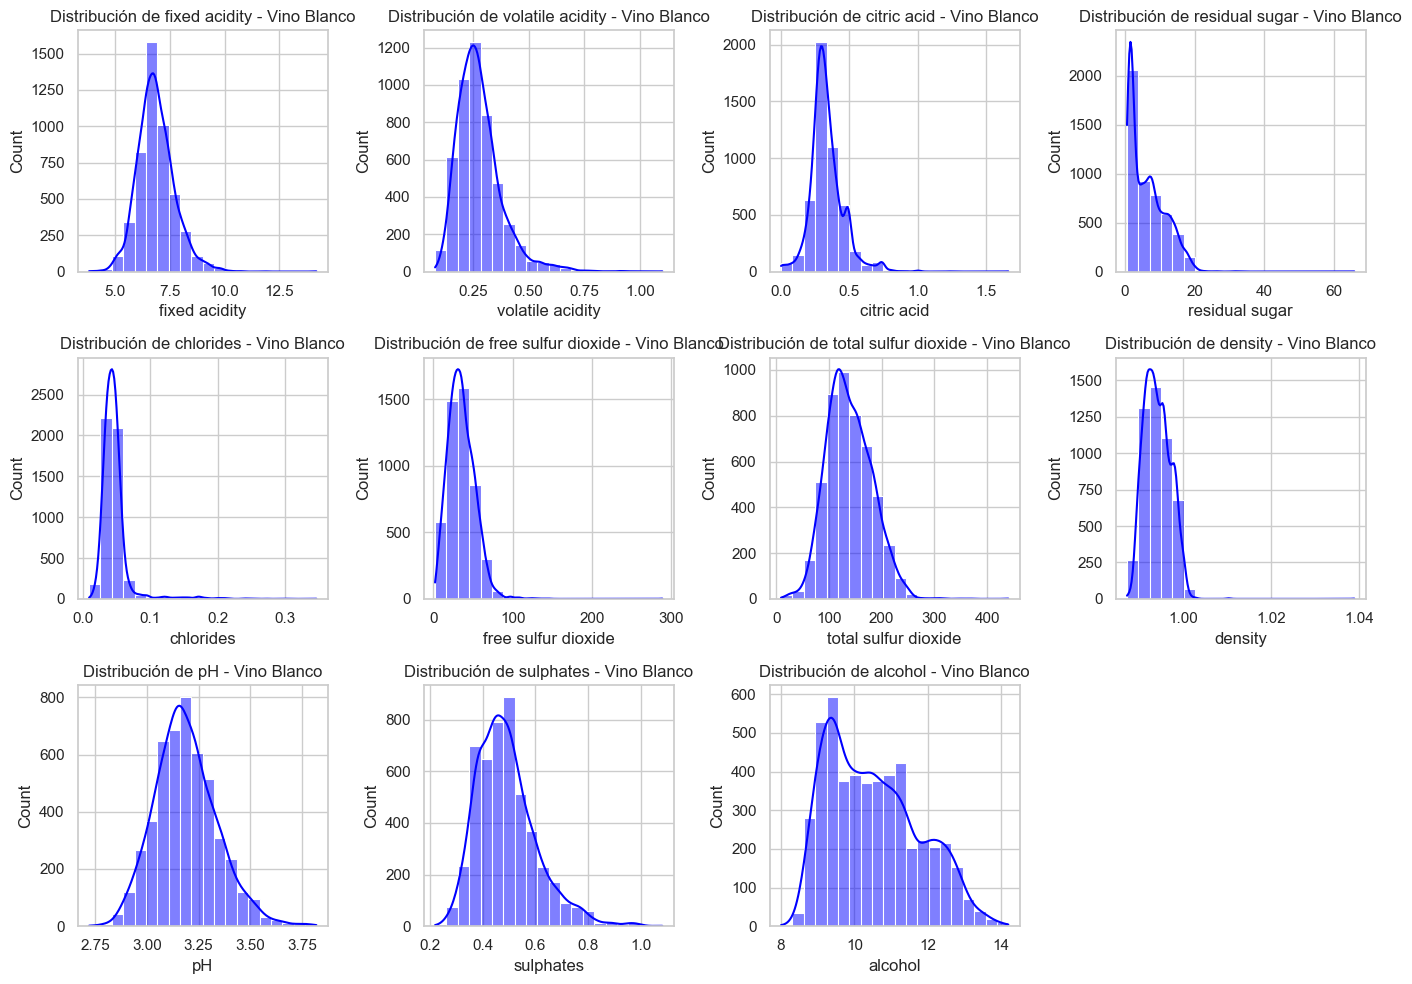 Distribución de fixed acidity - Vino Blanco
Count
1500
1250
1000
750
500
250
0
5.0 7.5 10.0 12.5
fixed acidity
Distribución de volatile acidity - Vino Blanco
Count
1200
1000
800
600
400
200
0
0.25 0.50 0.75 1.00
volatile acidity
Distribución de citric acid - Vino Blanco
Count
2000
1500
1000
500
0
0.0 0.5 1.0 1.5
citric acid
Distribución de residual sugar - Vino Blanco
Count
2000
1500
1000
500
0
0 20 40 60
residual sugar
Distribución de chlorides - Vino Blanco
Count
2500
2000
1500
1000
500
0
0.0 0.1 0.2 0.3
chlorides
Distribución de free sulfur dioxide - Vino Blanco
Count
1500
1000
500
0
0 100 200 300
free sulfur dioxide
Distribución de total sulfur dioxide - Vino Blanco
Count
1000
800
600
400
200
0
0 100 200 300 400
total sulfur dioxide
Distribución de density - Vino Blanco
Count
1500
1250
1000
750
500
250
0
1.00 1.02 1.04
density
Distribución de pH - Vino Blanco
Count
800
600
400
200
0
2.75 3.00 3.25 3.50 3.75
pH
Distribución de sulphates - Vino Blanco
Count
800
600
400
200
0
0.2 0.4 0.6 0.8 1.0
sulphates
Distribución de alcohol - Vino Blanco
Count
600
500
400
300
200
100
0
8 10 12 14
alcohol